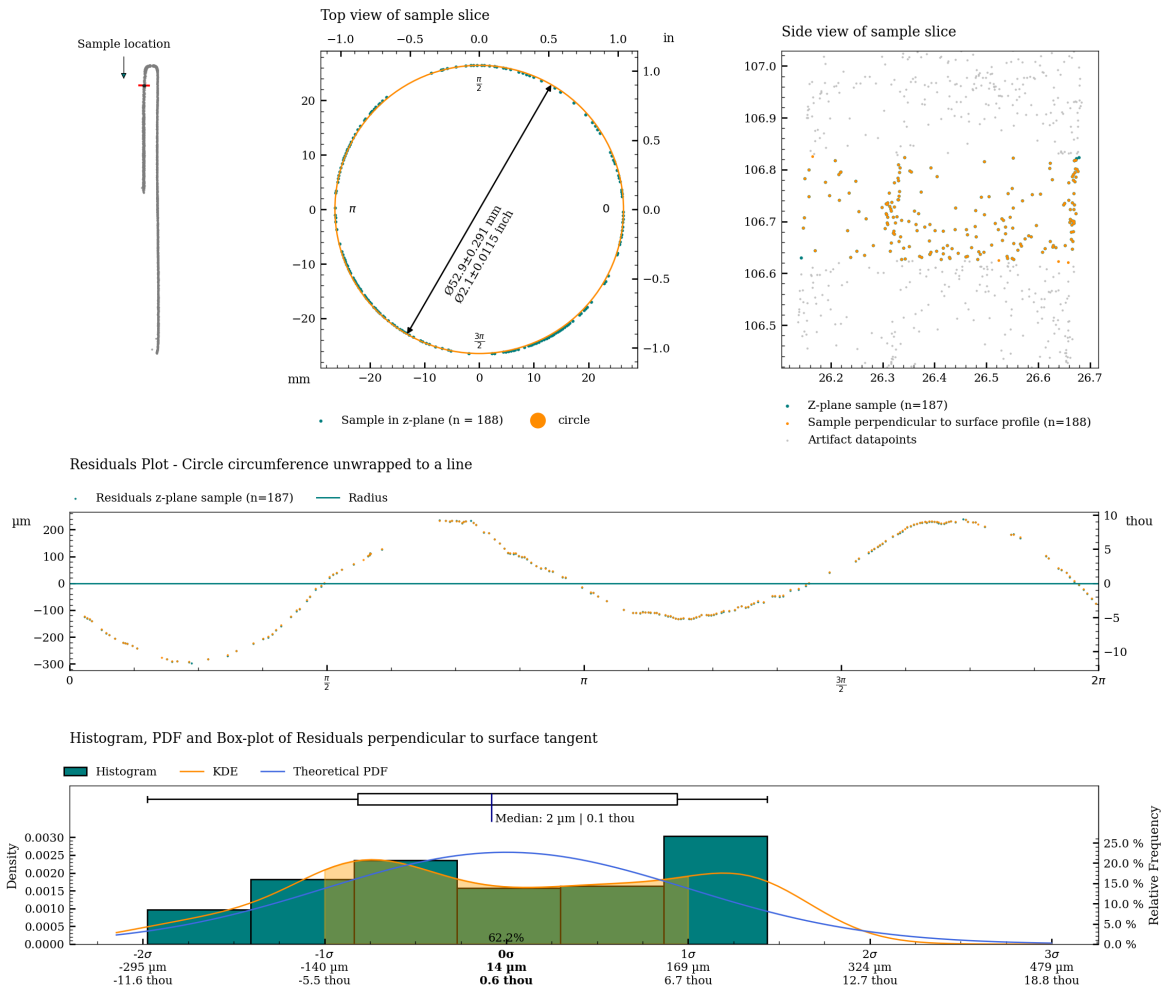 Sample location
Top view of sample slice
−1.0 −0.5 0.0 0.5 1.0 in
20
10
0
−10
−20
1.0
0.5
0.0
−0.5
−1.0
π/2
π
0
3π/2
Ø52.9±0.291 mm
Ø2.1±0.0115 inch
mm −20 −10 0 10 20
Sample in z-plane (n = 188) circle
Side view of sample slice
107.0
106.9
106.8
106.7
106.6
106.5
26.2 26.3 26.4 26.5 26.6 26.7
Z-plane sample (n=187)
Sample perpendicular to surface profile (n=188)
Artifact datapoints
Residuals Plot - Circle circumference unwrapped to a line
Residuals z-plane sample (n=187) Radius
µm
200
100
0
−100
−200
−300
thou
10
5
0
−5
−10
0 π/2 π 3π/2 2π
Histogram, PDF and Box-plot of Residuals perpendicular to surface tangent
Histogram KDE Theoretical PDF
Median: 2 µm | 0.1 thou
Density
0.0030
0.0025
0.0020
0.0015
0.0010
0.0005
0.0000
Relative Frequency
25.0 %
20.0 %
15.0 %
10.0 %
5.0 %
0.0 %
62.2%
-2σ -1σ 0σ 1σ 2σ 3σ
-295 µm -140 µm 14 µm 169 µm 324 µm 479 µm
-11.6 thou -5.5 thou 0.6 thou 6.7 thou 12.7 thou 18.8 thou